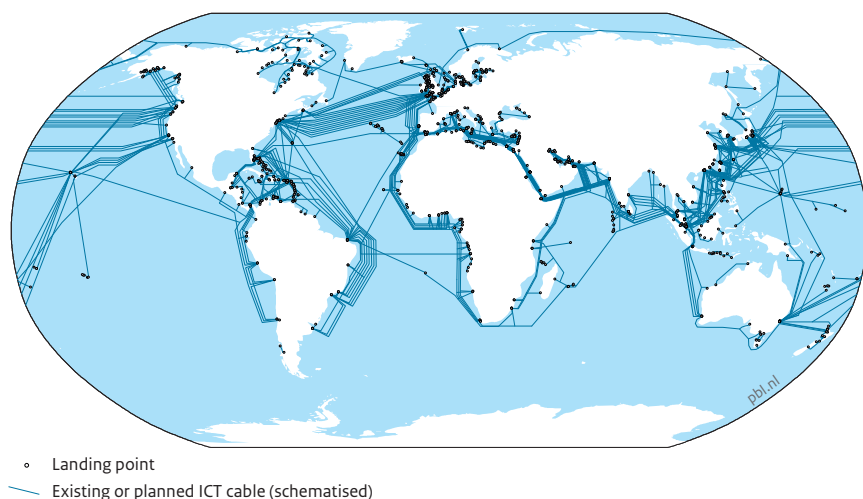 pbl.nl
Landing point
Existing or planned ICT cable (schematised)